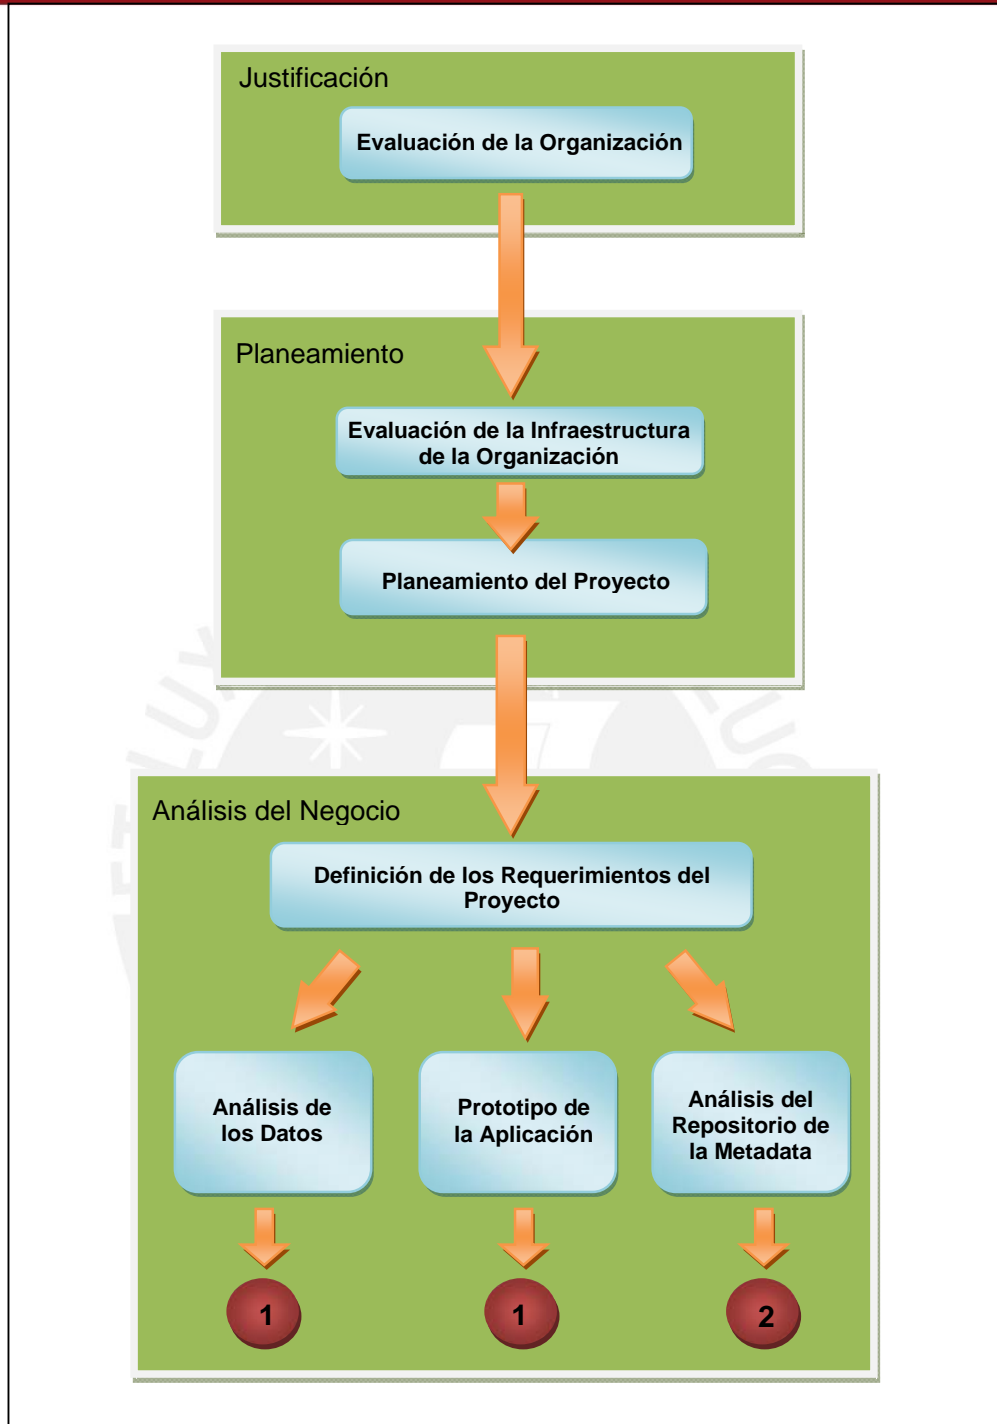 Justificación
Evaluación de la Organización
Planeamiento
Evaluación de la Infraestructura
de la Organización
Planeamiento del Proyecto
Análisis del Negocio
Definición de los Requerimientos del
Proyecto
Análisis de
los Datos
Prototipo de
la Aplicación
Análisis del
Repositorio de
la Metadata
1
1
2